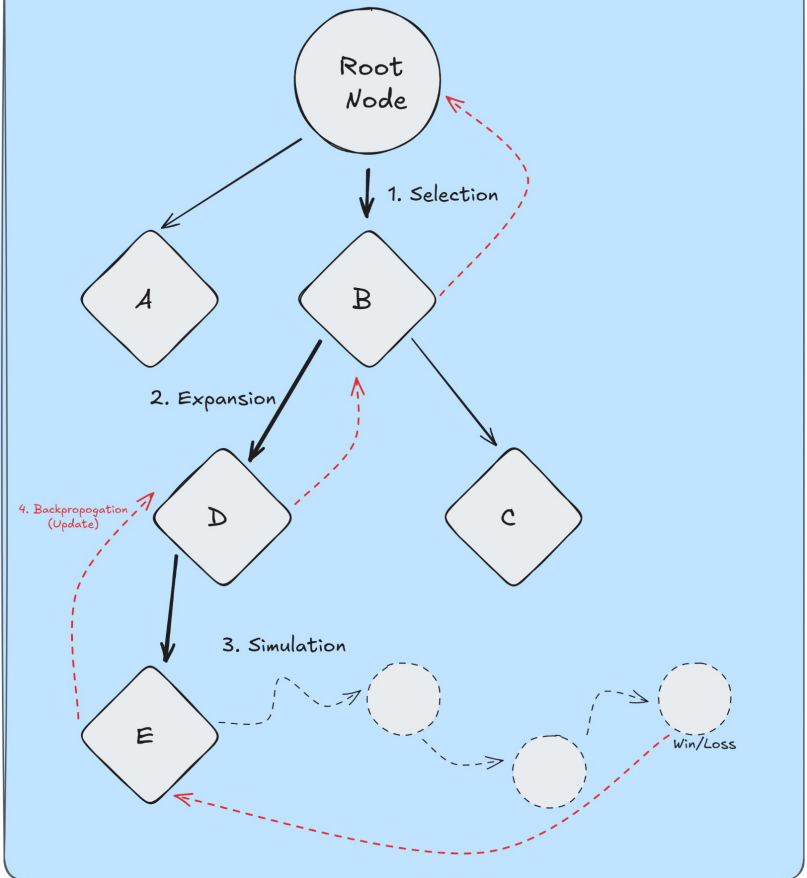 Root
Node
1. Selection
A
B
2. Expansion
4. Backpropogation
(Update)
D
C
3. Simulation
E
Win/Loss